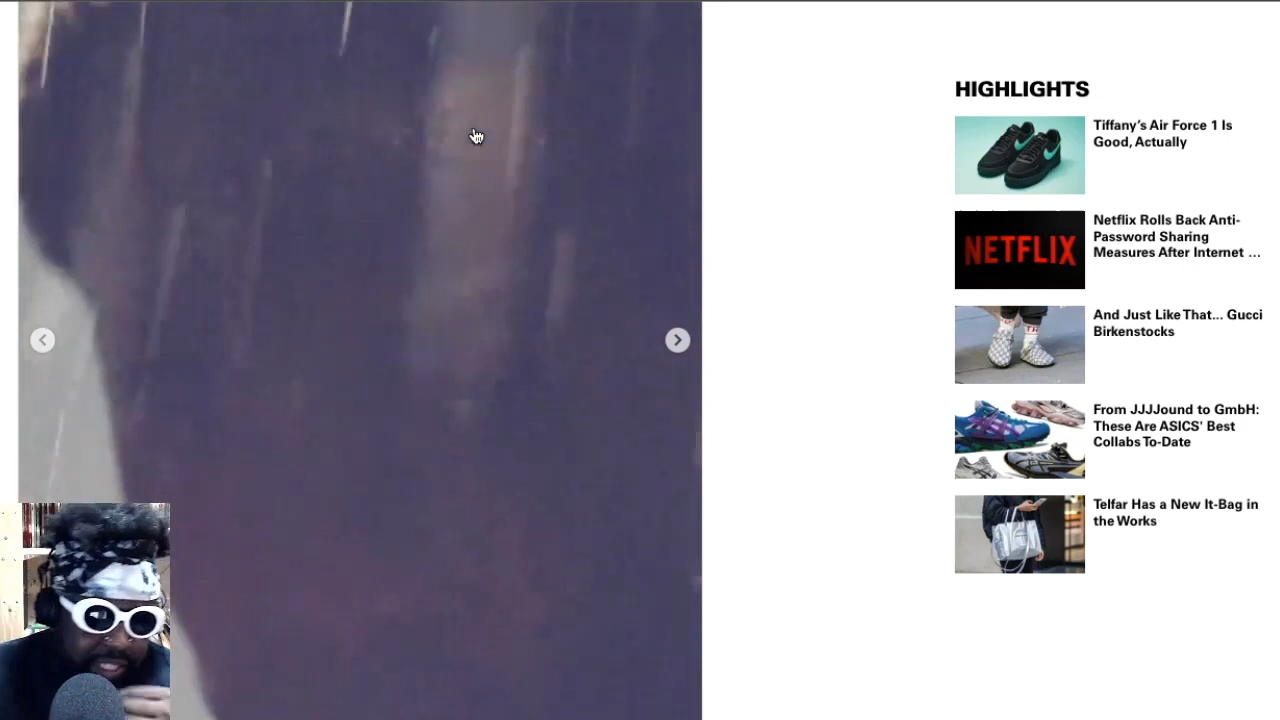 HIGHLIGHTS
Tiffany's Air Force 1 Is
Good, Actually
NETFLIX
Netflix Rolls Back Anti-
Password Sharing
Measures After Internet ...
And Just Like That... Gucci
Birkenstocks
From JJJJound to GmbH:
These Are ASICS' Best
Collabs To-Date
Telfar Has a New It-Bag in
the Works